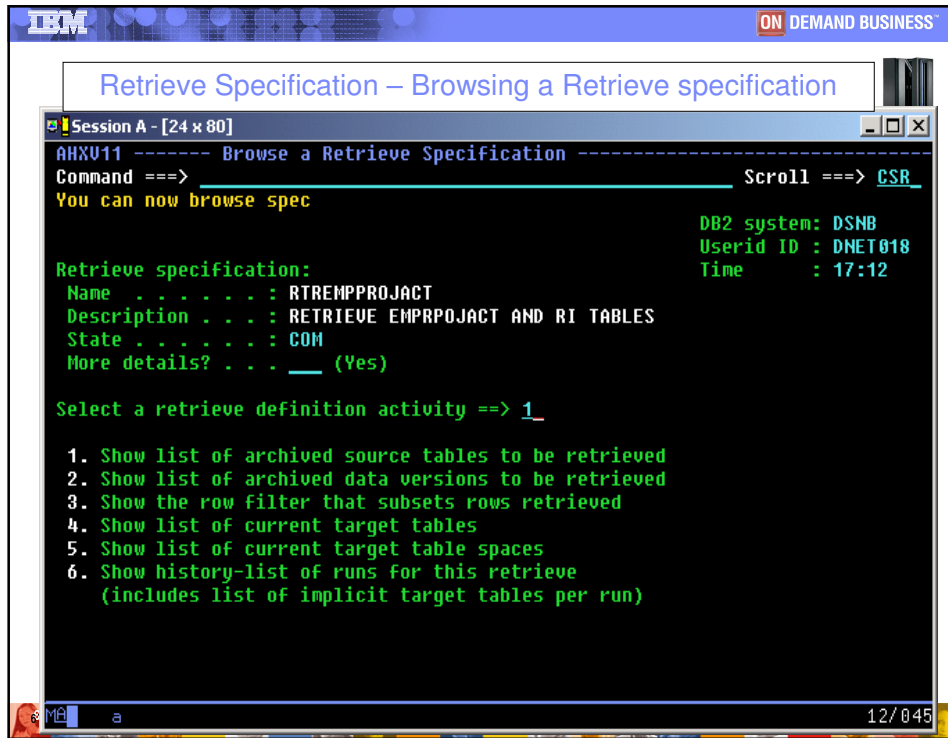 IBM
ON DEMAND BUSINESS™
Retrieve Specification – Browsing a Retrieve specification
Session A - [24 x 80]
AHXV11 ------- Browse a Retrieve Specification ---------------------------------
Command ===> Scroll ===> CSR
You can now browse spec
DB2 system: DSNB
Userid ID : DNET018
Retrieve specification: Time : 17:12
Name . . . . . . : RTREMPPROJACT
Description . . . : RETRIEVE EMPRPOJACT AND RI TABLES
State . . . . . . : COM
More details? . . . ___ (Yes)
Select a retrieve definition activity ==> 1_
1. Show list of archived source tables to be retrieved
2. Show list of archived data versions to be retrieved
3. Show the row filter that subsets rows retrieved
4. Show list of current target tables
5. Show list of current target table spaces
6. Show history-list of runs for this retrieve
(includes list of implicit target tables per run)
MA a 12/045